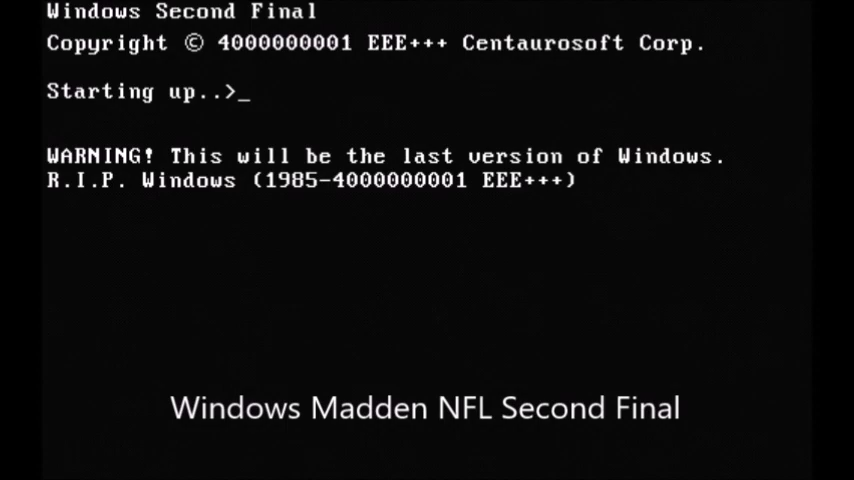 Windows Second Final
Copyright © 4000000001 EEE+++ Centaurosoft Corp.
Starting up..>_
WARNING! This will be the last version of Windows.
R.I.P. Windows (1985-4000000001 EEE+++)
Windows Madden NFL Second Final